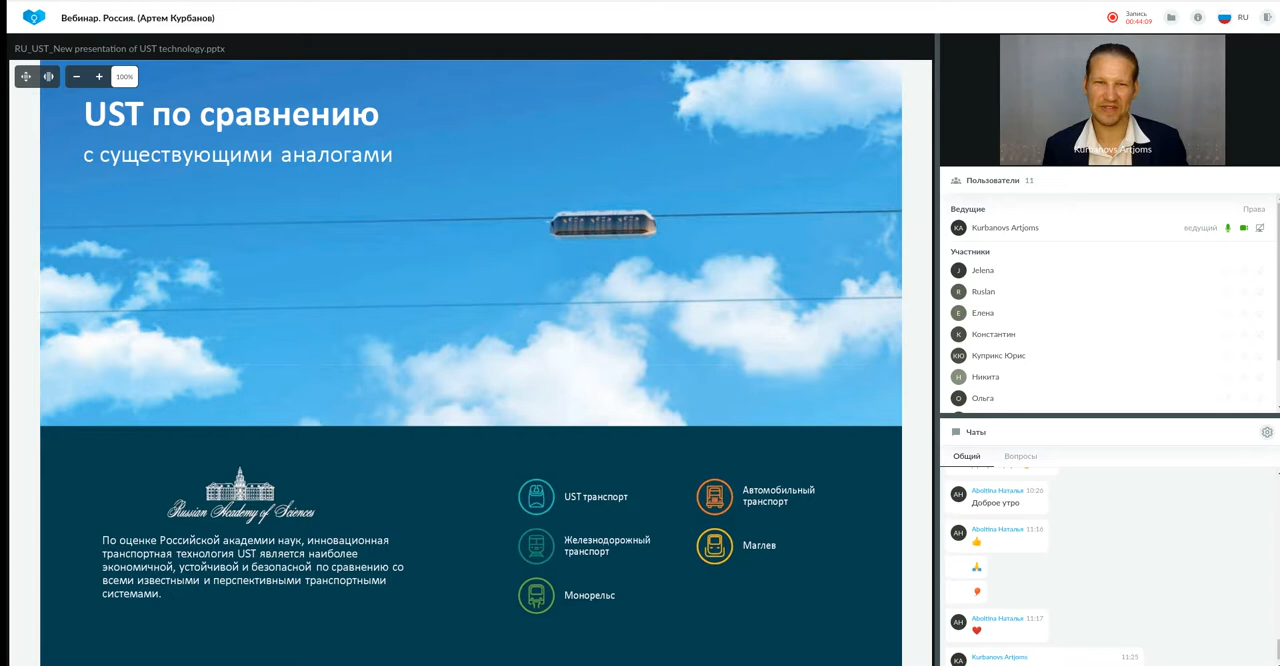 Вебинар. Россия. (Артем Курбанов)
Запись
00:44:09
RU
RU_UST_New presentation of UST technology.pptx
100%
UST по сравнению
с существующими аналогами
Russian Academy of Sciences
По оценке Российской академии наук, инновационная
транспортная технология UST является наиболее
экономичной, устойчивой и безопасной по сравнению со
всеми известными и перспективными транспортными
системами.
UST транспорт
Железнодорожный
транспорт
Монорельс
Автомобильный
транспорт
Маглев
Kurbanovs Artjoms
Пользователи 11
Ведущие Права
KA Kurbanovs Artjoms ведущий
Участники
J Jelena
R Ruslan
Е Елена
К Константин
КЮ Куприкс Юрис
Н Никита
О Ольга
Чаты
Общий Вопросы
АН Aboltina Наталья 10:26
Доброе утро
АН Aboltina Наталья 11:16
👍
🙏
🎈
АН Aboltina Наталья 11:17
❤️
KA Kurbanovs Artjoms 11:25